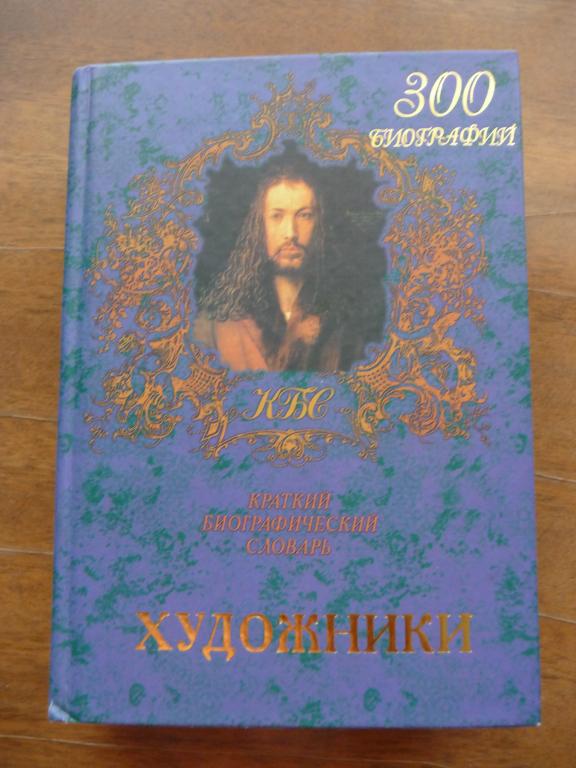 300
БИОГРАФИЙ
КБС
КРАТКИЙ
БИОГРАФИЧЕСКИЙ
СЛОВАРЬ
ХУДОЖНИКИ